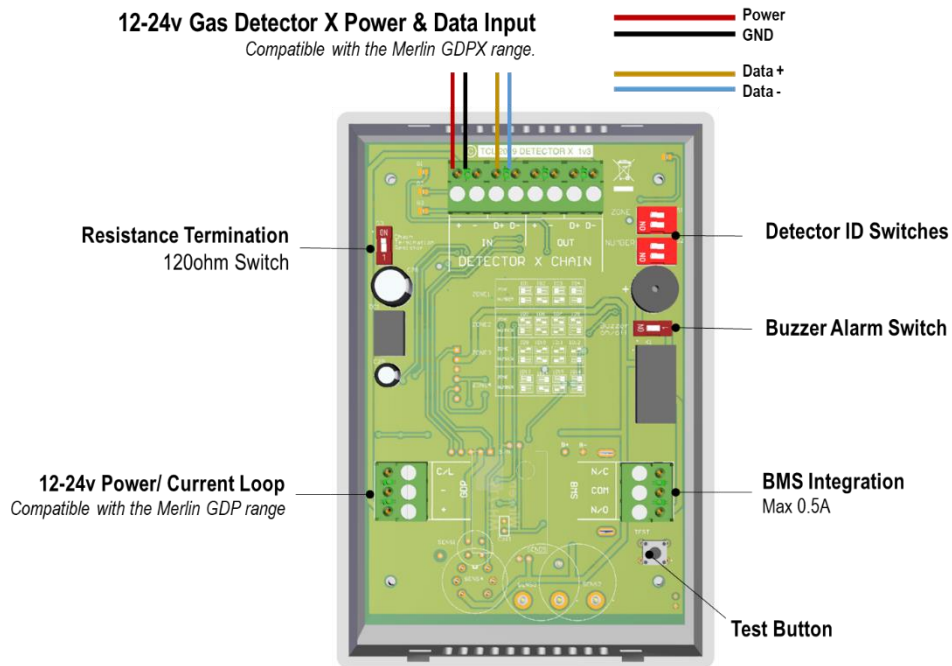 12-24v Gas Detector X Power & Data Input
Compatible with the Merlin GDPX range.
Power
GND
Data +
Data -
DETECTOR X 1v3
ZONE
NUMBER
ON
+ - D+ D- + - D+ D-
IN OUT
DETECTOR X CHAIN
Resistance Termination
120ohm Switch
Detector ID Switches
Buzzer Alarm Switch
ZONE1
ZONE2
12-24v Power/ Current Loop
Compatible with the Merlin GDP range
C/L
-
+
GDP
BMS
N/C
COM
N/O
BMS Integration
Max 0.5A
TEST
Test Button